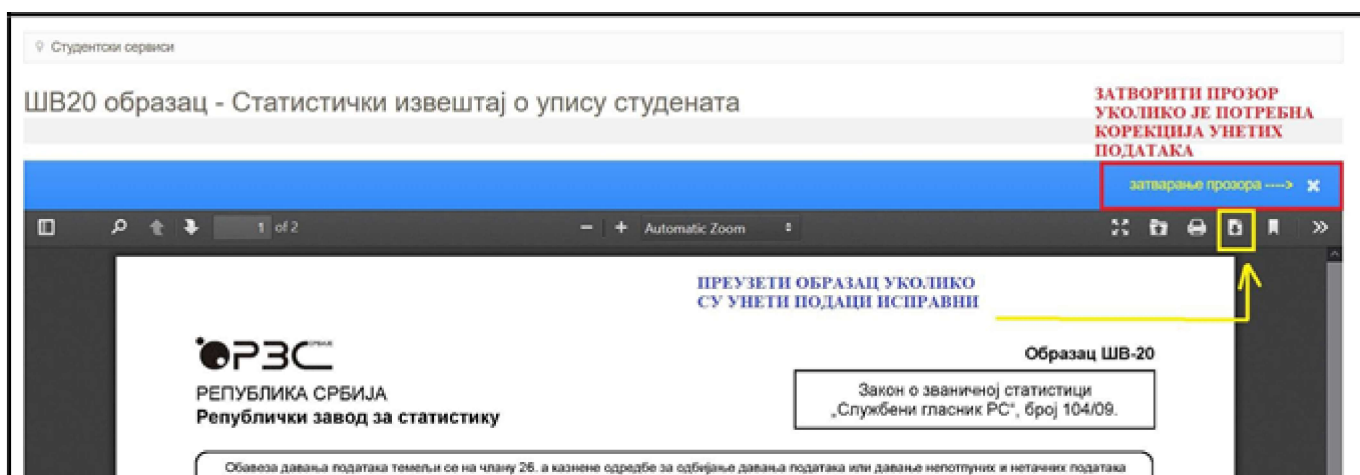 Студентски сервиси
ШВ20 образац - Статистички извештај о упису студената
ЗАТВОРИТИ ПРОЗОР
УКОЛИКО ЈЕ ПОТРЕБНА
КОРЕКЦИЈА УНЕТИХ
ПОДАТАКА
затварање прозора ---->
1 of 2
Automatic Zoom
ПРЕУЗЕТИ ОБРАЗАЦ УКОЛИКО
СУ УНЕТИ ПОДАЦИ ИСПРАВНИ
РЗС
Образац ШВ-20
РЕПУБЛИКА СРБИЈА
Републички завод за статистику
Закон о званичној статистици
„Службени гласник РС“, број 104/09.
Обавеза давања података темељи се на члану 26. а казнене одредбе за одбијање давања података или давање непотпуних и нетачних података